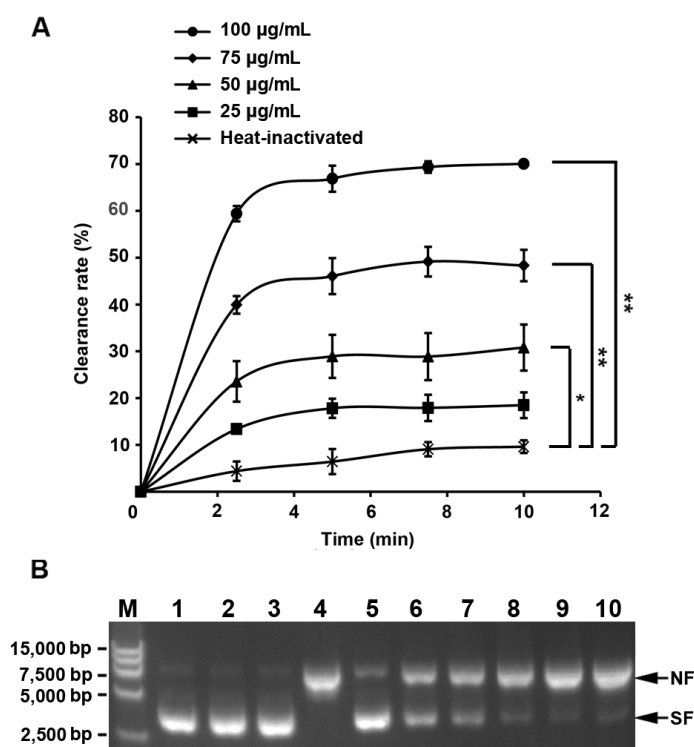 A
100 µg/mL
75 µg/mL
50 µg/mL
25 µg/mL
Heat-inactivated
80
70
60
50
40
30
20
10
0 2 4 6 8 10 12
Clearance rate (%)
Time (min)
**
**
*
B
M 1 2 3 4 5 6 7 8 9 10
15,000 bp
7,500 bp
5,000 bp
2,500 bp
NF
SF